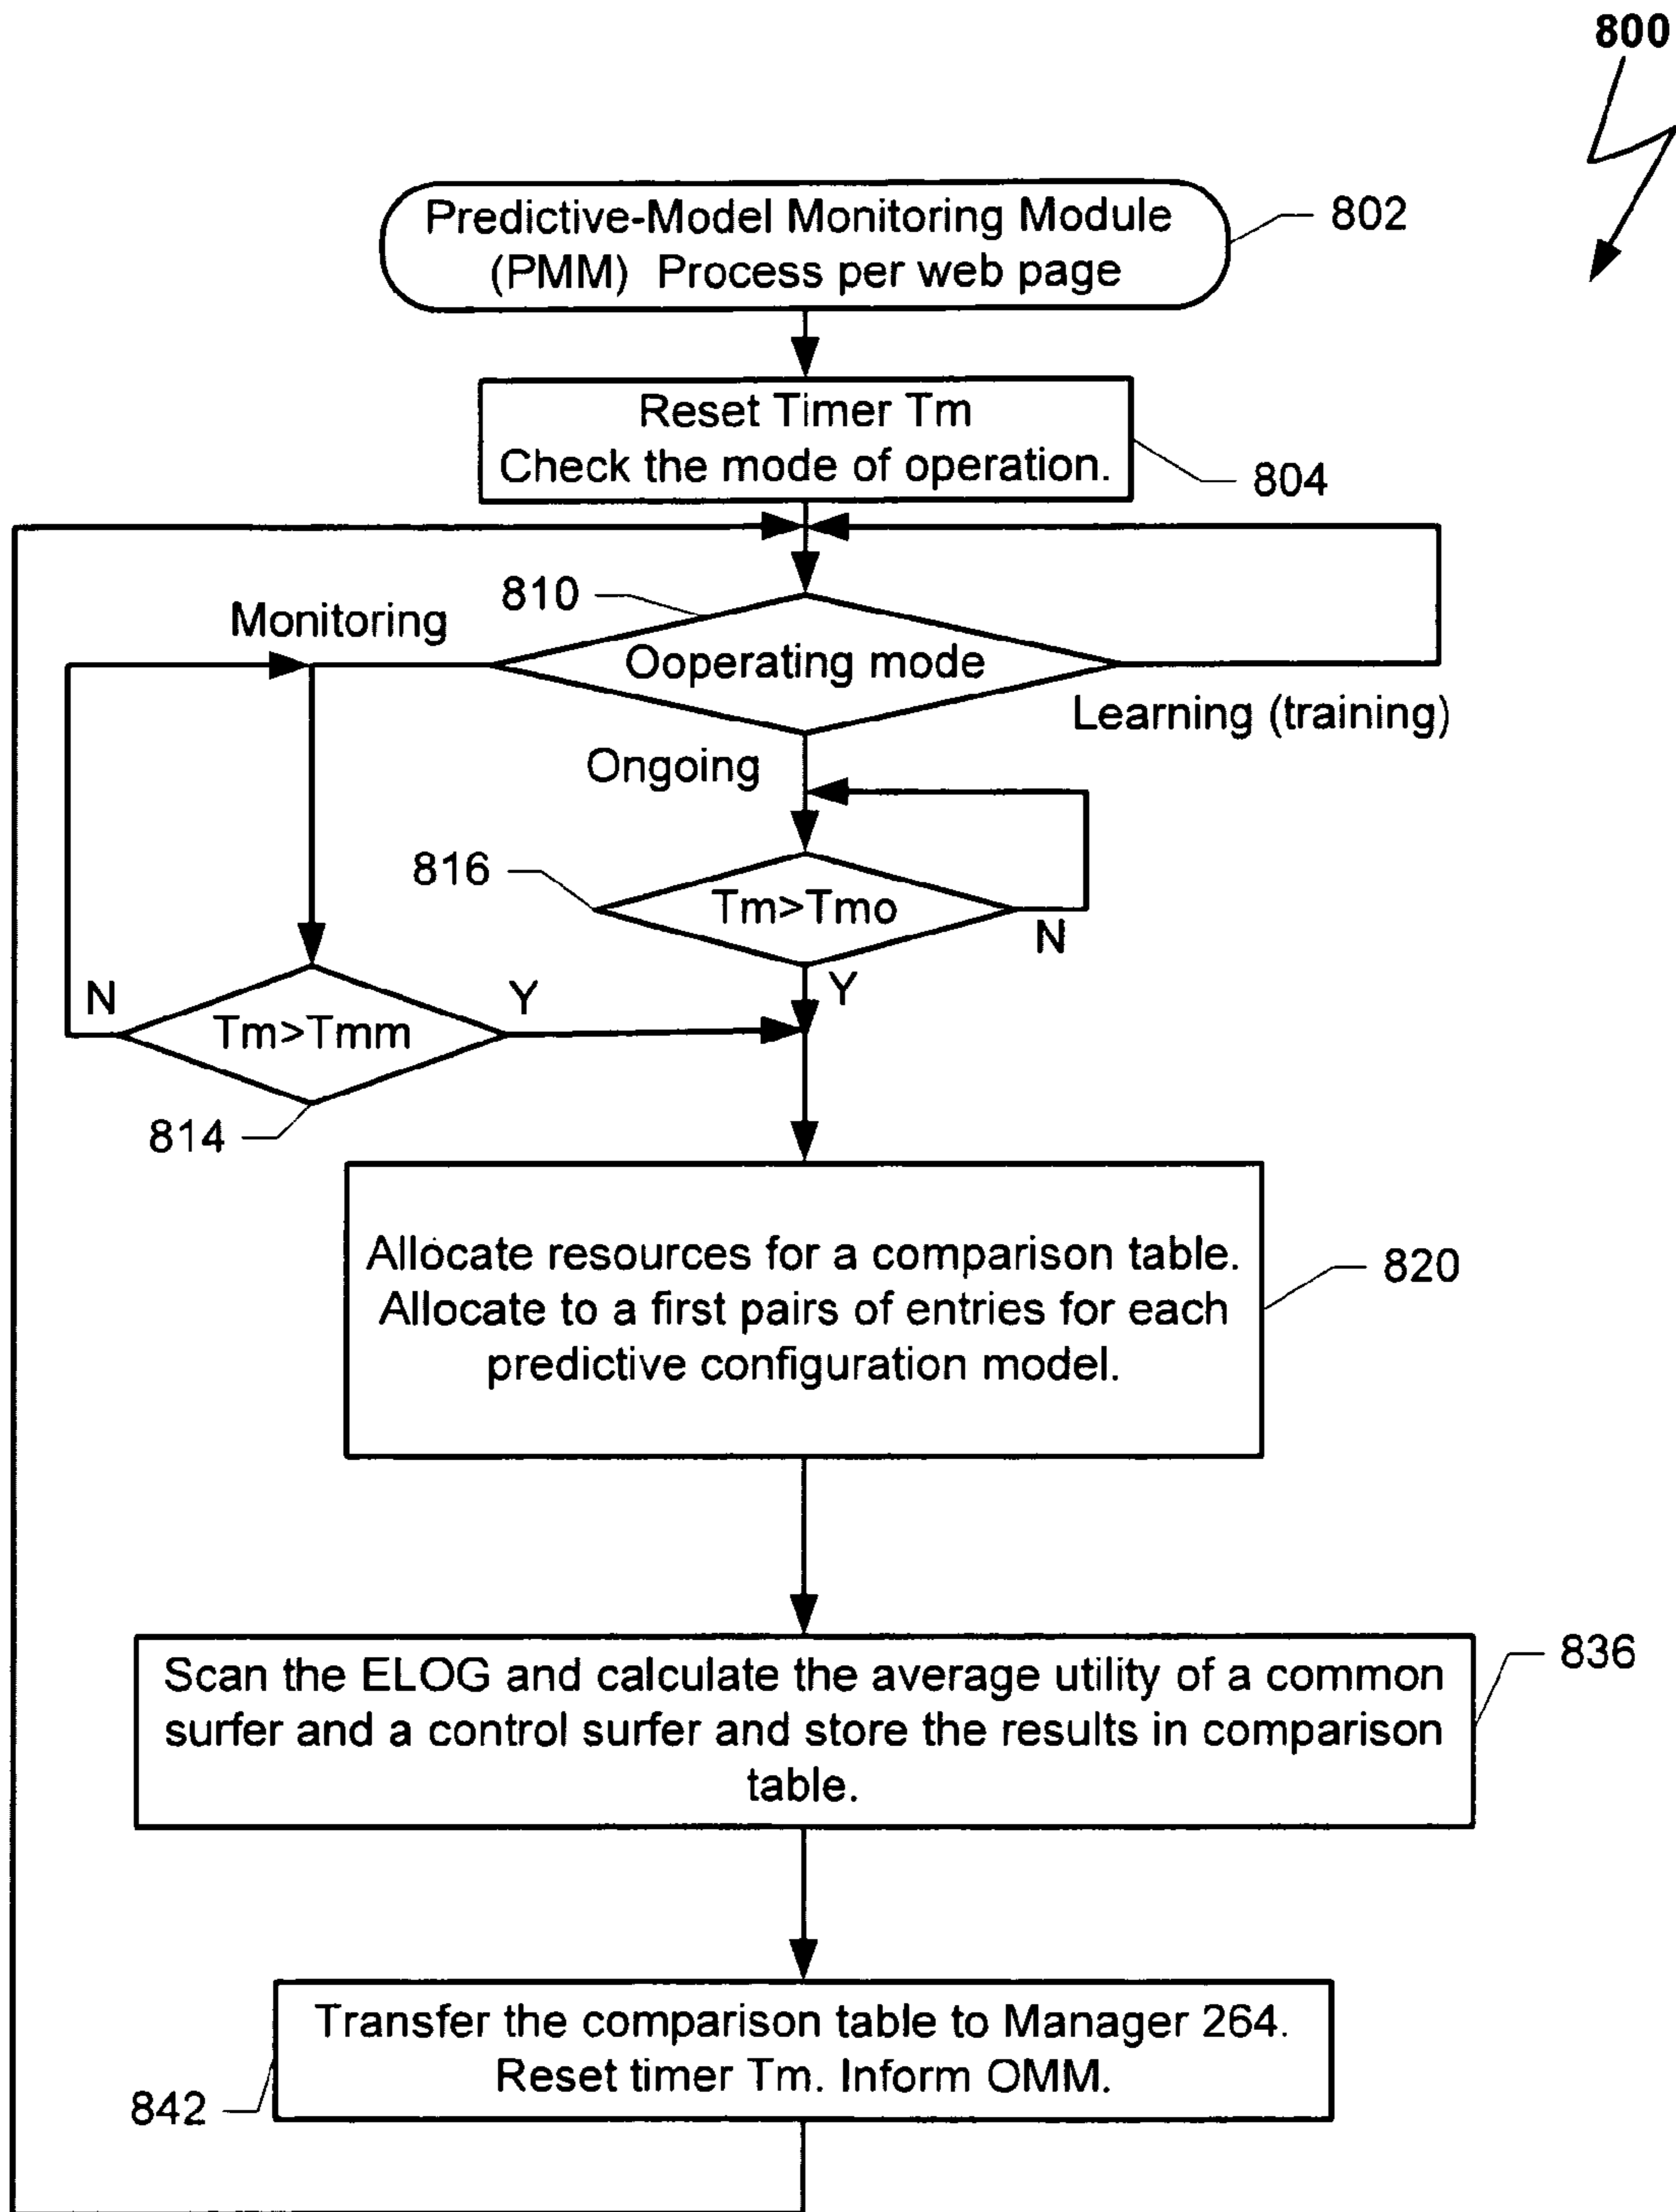 800
Predictive-Model Monitoring Module
(PMM) Process per web page
802
Reset Timer Tm
Check the mode of operation.
804
810
Monitoring
Ooperating mode
Learning (training)
Ongoing
816
Tm>Tmo
N
Y
N
Y
Tm>Tmm
814
Allocate resources for a comparison table.
Allocate to a first pairs of entries for each
predictive configuration model.
820
Scan the ELOG and calculate the average utility of a common
surfer and a control surfer and store the results in comparison
table.
836
Transfer the comparison table to Manager 264.
Reset timer Tm. Inform OMM.
842